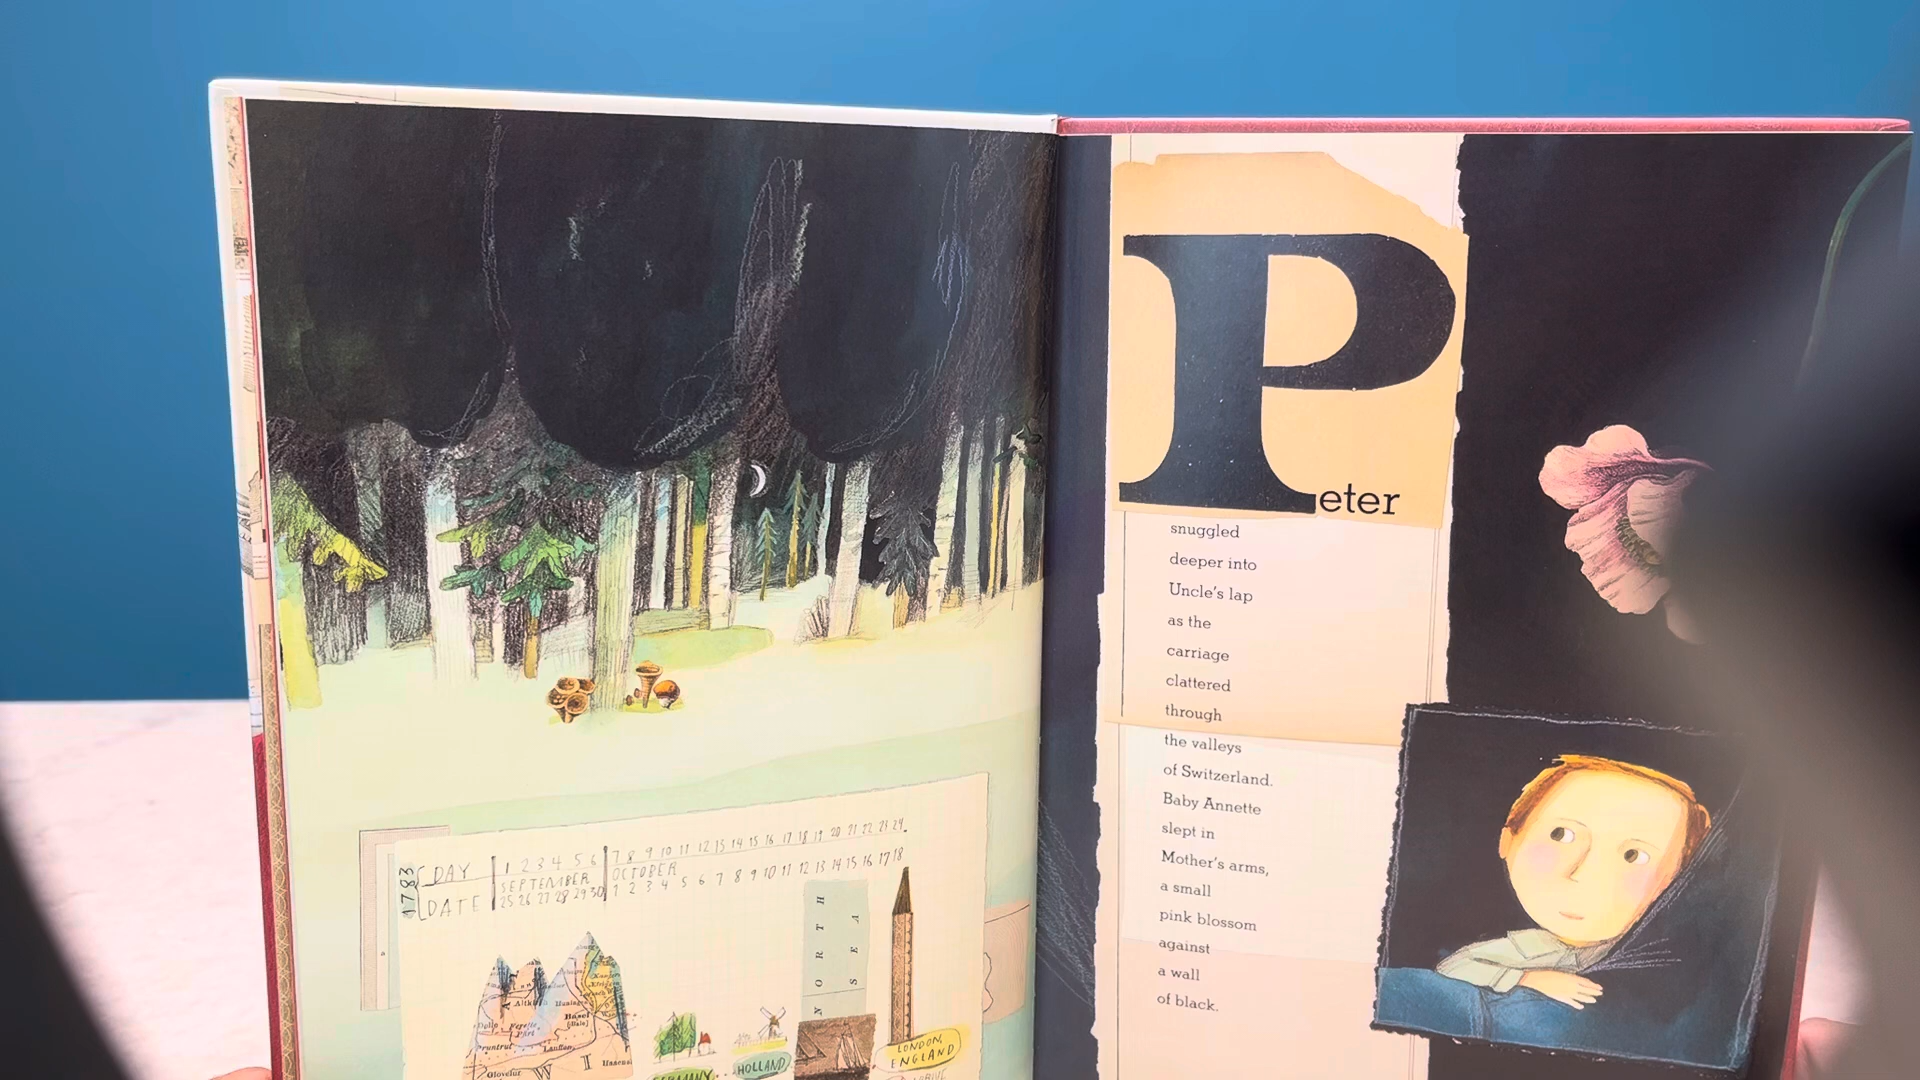 1783
DAY 1 2 3 4 5 6 7 8 9 10 11 12 13 14 15 16 17 18 19 20 21 22 23 24
SEPTEMBER OCTOBER
DATE 25 26 27 28 29 30 1 2 3 4 5 6 7 8 9 10 11 12 13 14 15 16 17 18
NORTH
SEA
Basel
Lauffen
W I
GERMANY
HOLLAND
LONDON,
ENGLAND
Peter
snuggled
deeper into
Uncle's lap
as the
carriage
clattered
through
the valleys
of Switzerland.
Baby Annette
slept in
Mother's arms,
a small
pink blossom
against
a wall
of black.